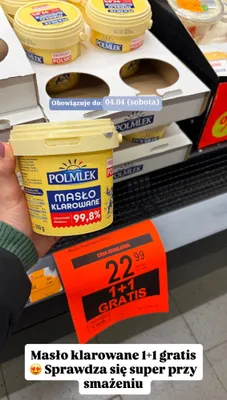 POLMLEK
Obowiązuje do: 04.04 (sobota)
POLMLEK
MASŁO
KLAROWANE
99,8%
22 99
1+1
GRATIS
Masło klarowane 1+1 gratis
😍 Sprawdza się super przy
smażeniu